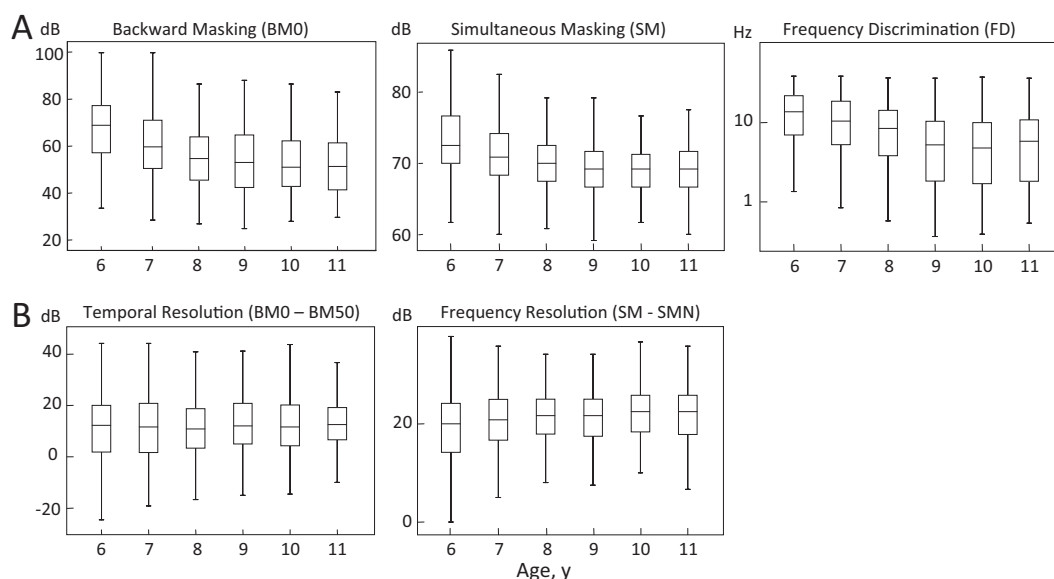 A
Backward Masking (BM0)
dB
100
80
60
40
20
6 7 8 9 10 11
Simultaneous Masking (SM)
dB
80
70
60
6 7 8 9 10 11
Frequency Discrimination (FD)
Hz
10
1
6 7 8 9 10 11
B
Temporal Resolution (BM0 – BM50)
dB
40
20
0
-20
6 7 8 9 10 11
Frequency Resolution (SM - SMN)
dB
20
0
6 7 8 9 10 11
Age, y